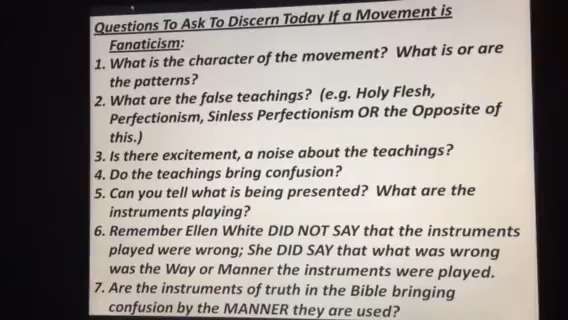 Questions To Ask To Discern Today If a Movement is
Fanaticism:
1. What is the character of the movement? What is or are
the patterns?
2. What are the false teachings? (e.g. Holy Flesh,
Perfectionism, Sinless Perfectionism OR the Opposite of
this.)
3. Is there excitement, a noise about the teachings?
4. Do the teachings bring confusion?
5. Can you tell what is being presented? What are the
instruments playing?
6. Remember Ellen White DID NOT SAY that the instruments
played were wrong; She DID SAY that what was wrong
was the Way or Manner the instruments were played.
7. Are the instruments of truth in the Bible bringing
confusion by the MANNER they are used?